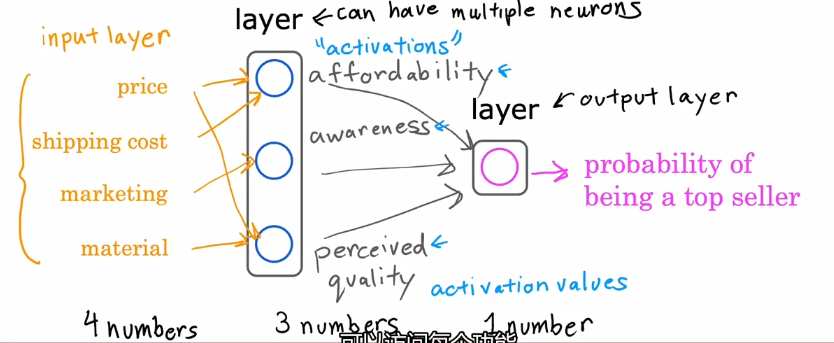 layer ← can have multiple neurons
input layer
"activations"
price
affordability ←
layer ← output layer
shipping cost
awareness ←
probability of
being a top seller
marketing
material
perceived ←
quality
activation values
4 numbers
3 numbers
1 number